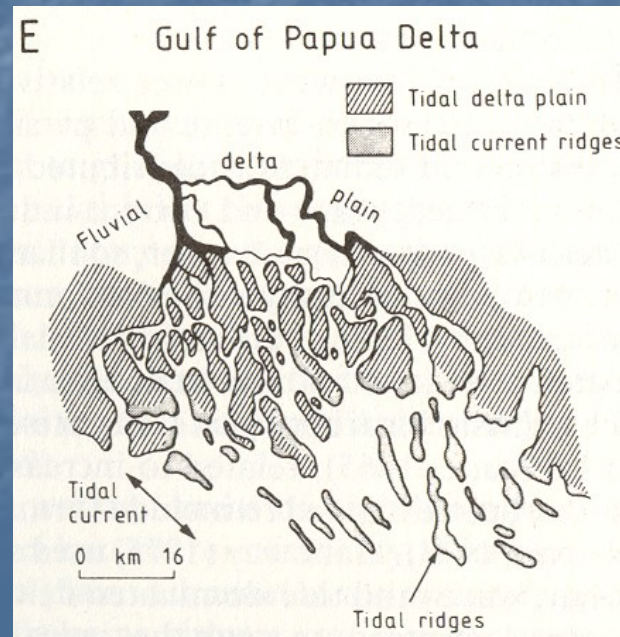 E Gulf of Papua Delta
Tidal delta plain
Tidal current ridges
Fluvial delta plain
Tidal
current
0 km 16
Tidal ridges